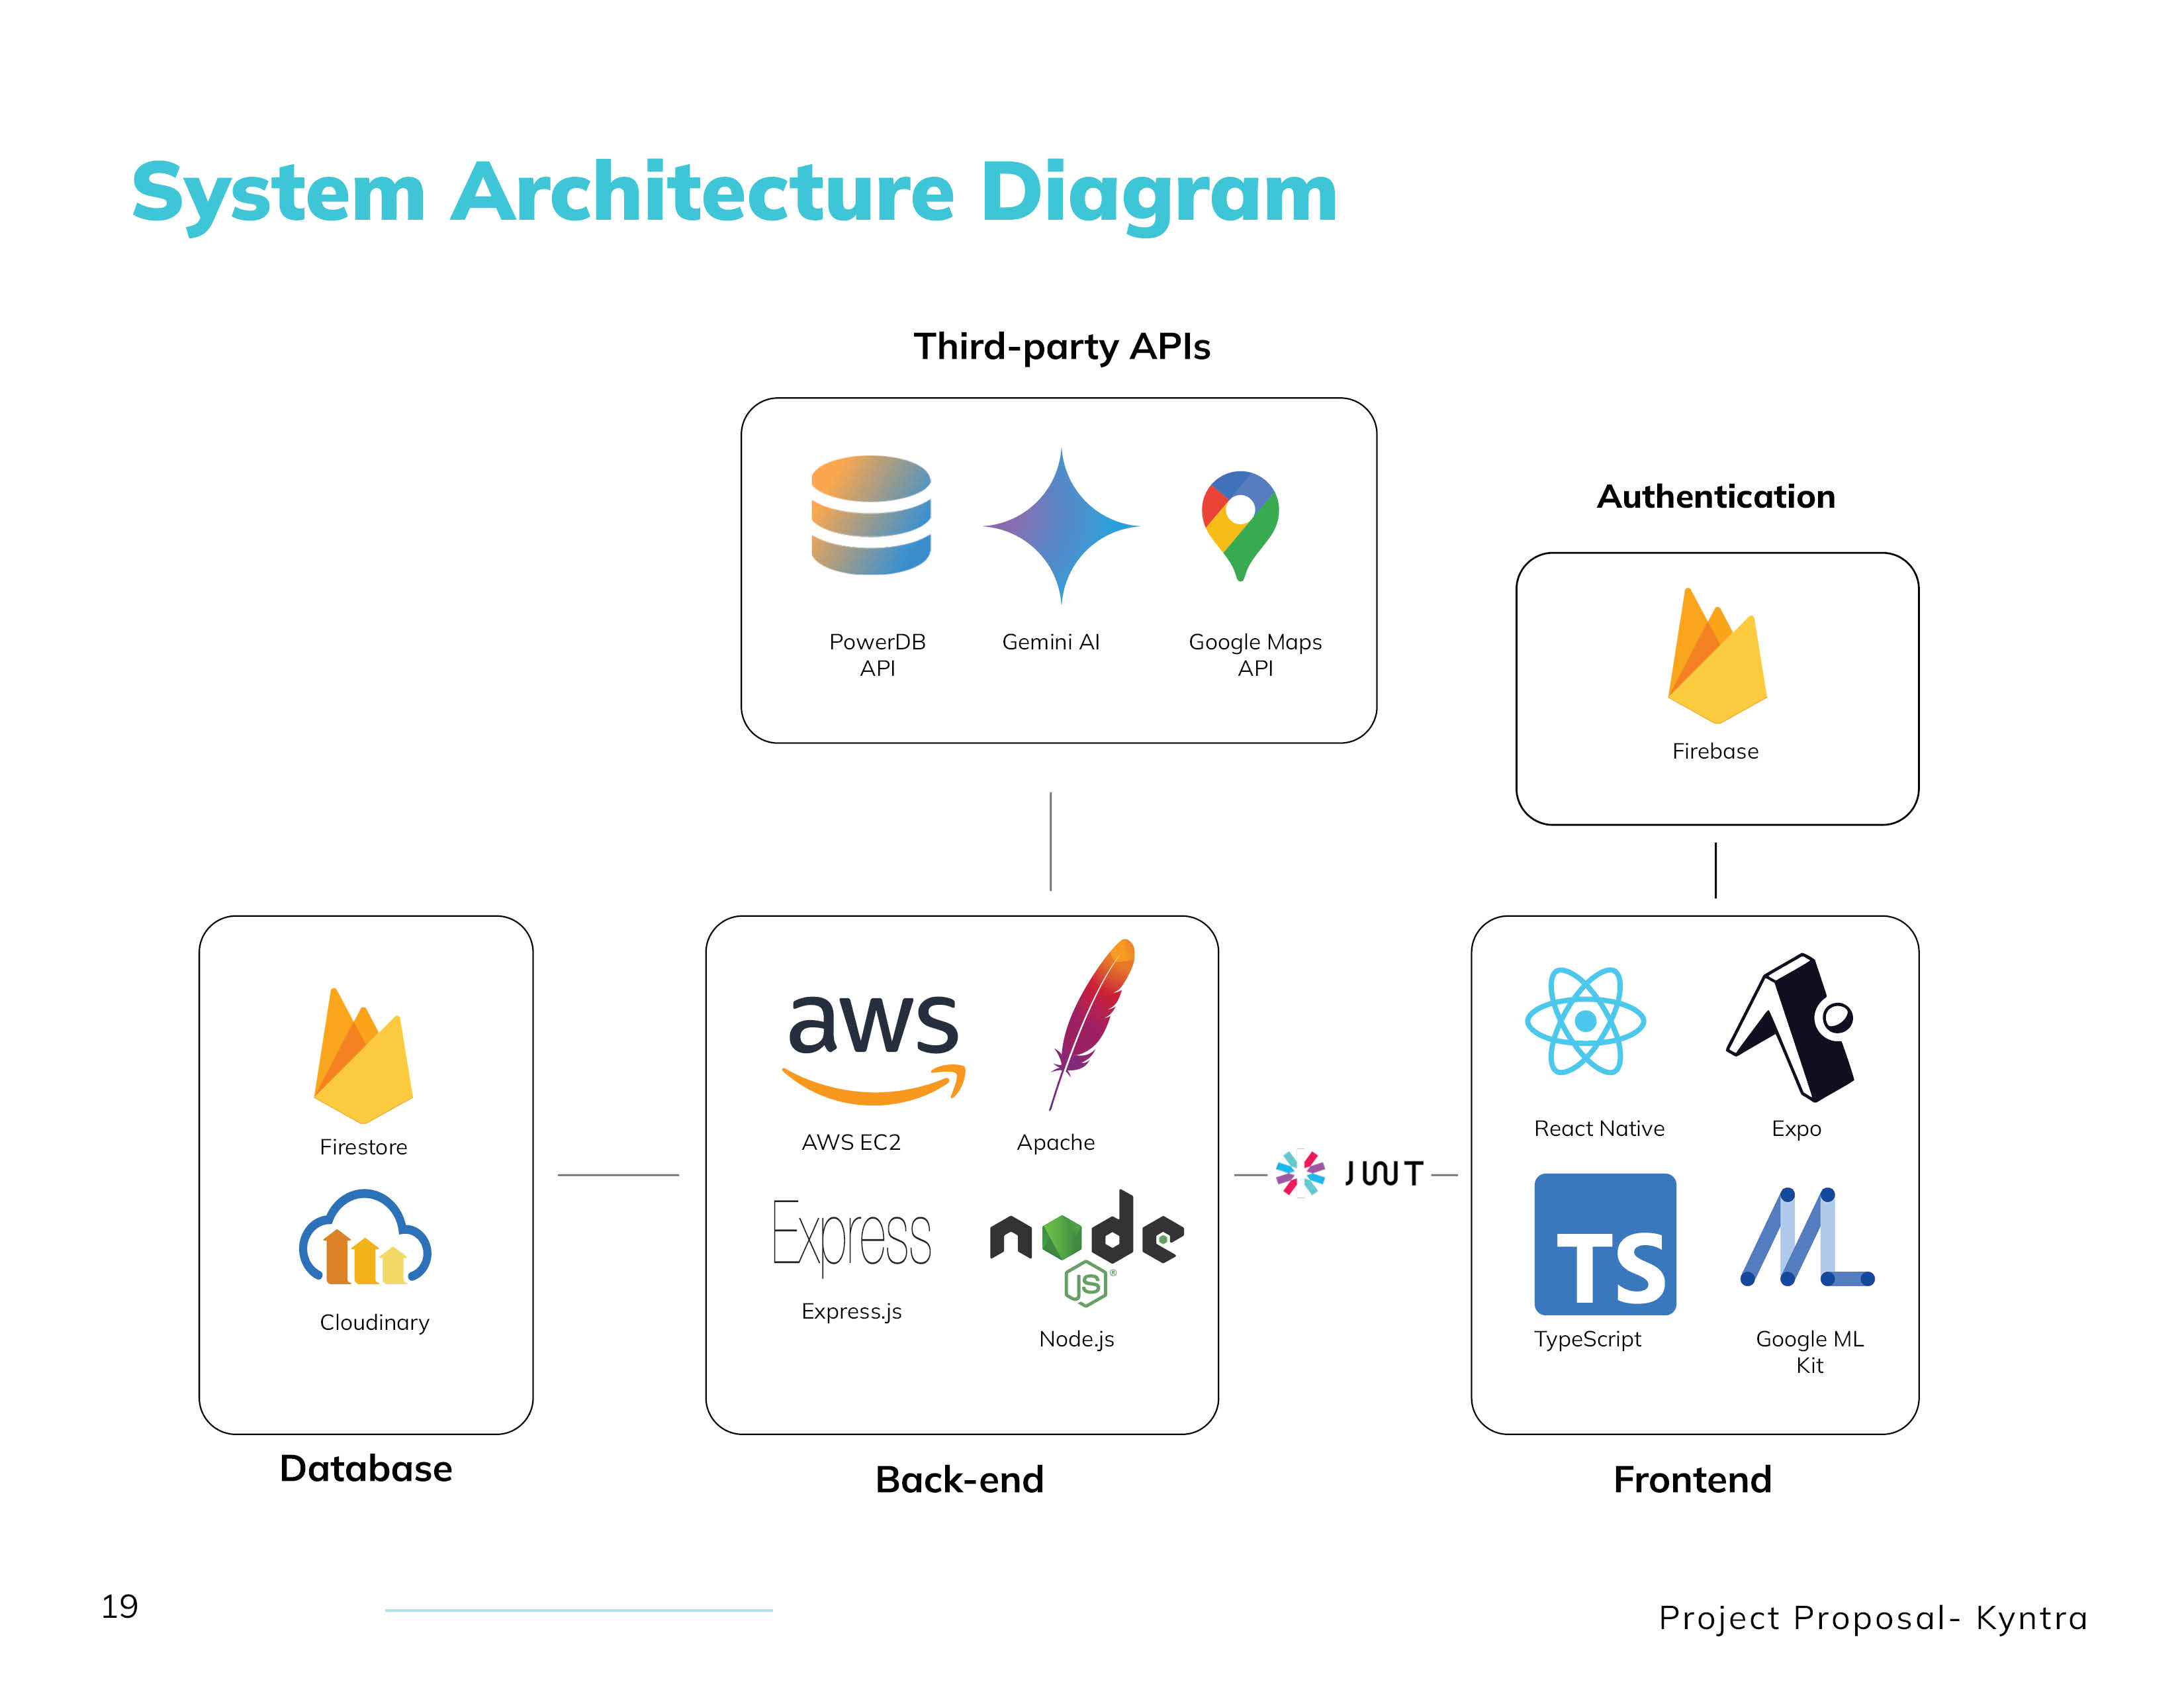 System Architecture Diagram
Third-party APIs
PowerDB
API
Gemini AI
Google Maps
API
Authentication
Firebase
Firestore
Cloudinary
Database
aws
AWS EC2
Apache
Express
Express.js
node
JS®
Node.js
Back-end
JWT
React Native
Expo
TS
TypeScript
Google ML
Kit
Frontend
19
Project Proposal- Kyntra